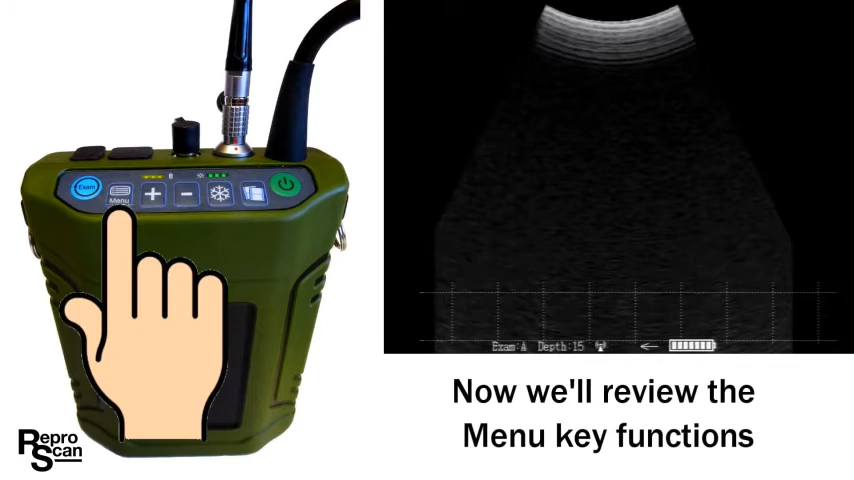 Exam
Menu
Exam:A Depth:15
Now we'll review the
Menu key functions
Repro
Scan